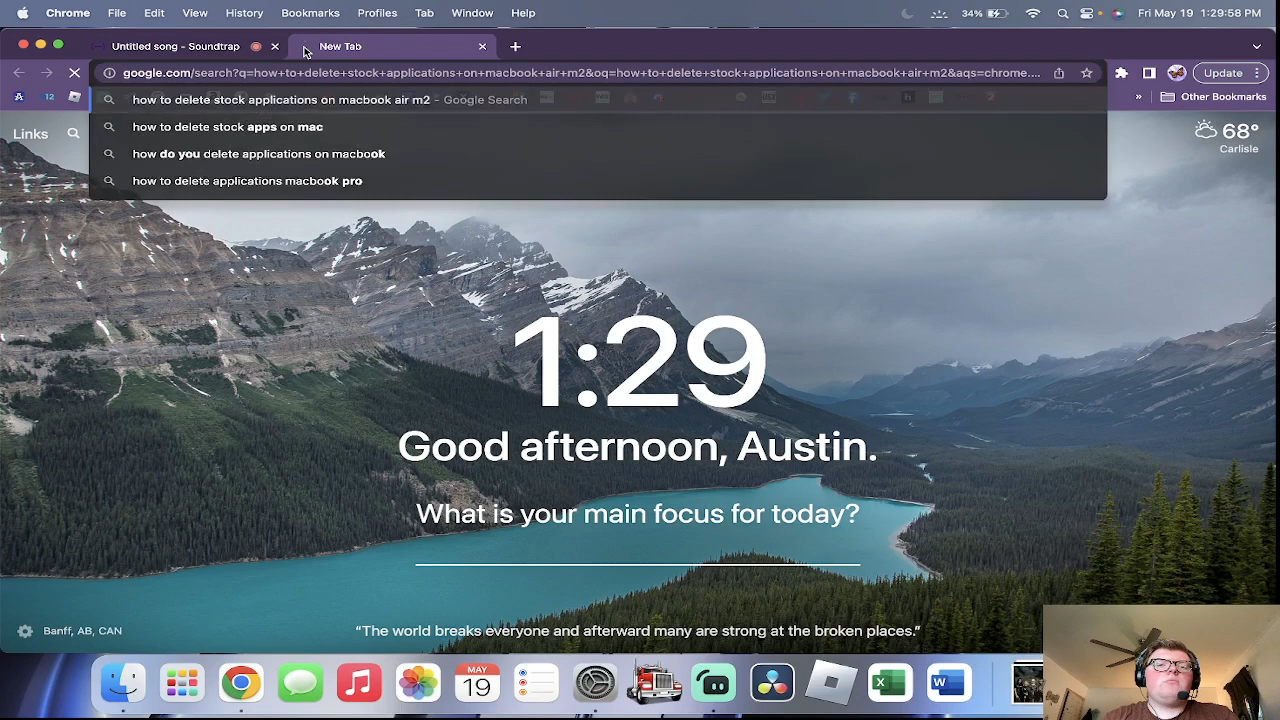 Chrome File Edit View History Bookmarks Profiles Tab Window Help 34% Fri May 19 1:29:58 PM
Untitled song - Soundtrap New Tab
google.com/search?q=how+to+delete+stock+applications+on+macbook+air+m2&oq=how+to+delete+stock+applications+on+macbook+air+m2&aqs=chrome.... Update
12 how to delete stock applications on macbook air m2 - Google Search » Other Bookmarks
how to delete stock apps on mac
Links 68°
Carlisle
how do you delete applications on macbook
how to delete applications macbook pro
1:29
Good afternoon, Austin.
What is your main focus for today?
Banff, AB, CAN “The world breaks everyone and afterward many are strong at the broken places.”
MAY
19
X W